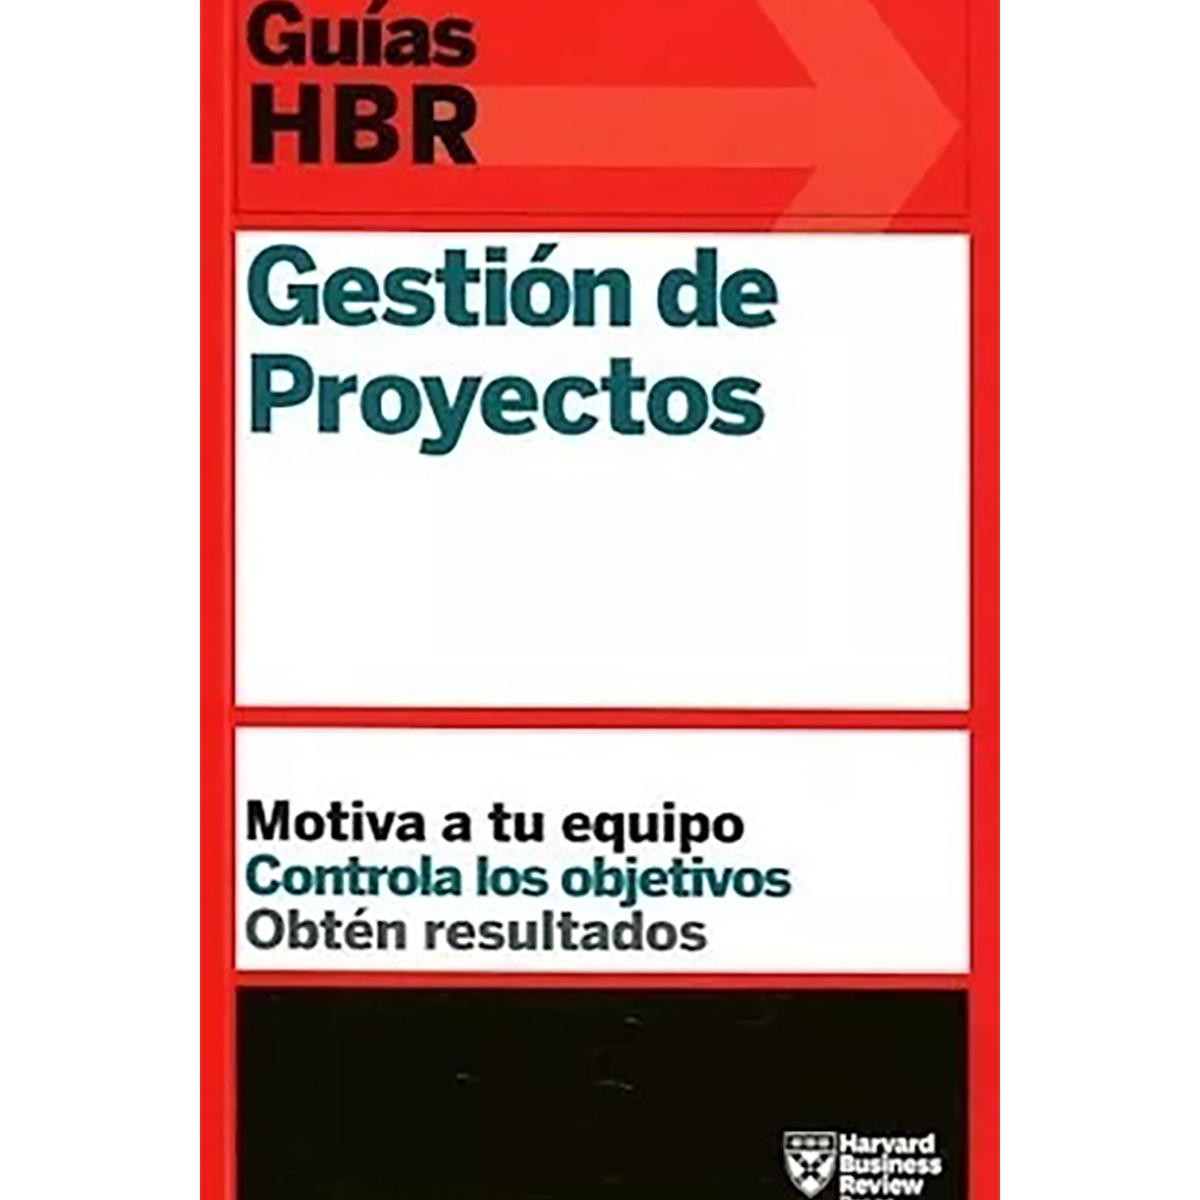 Guías
HBR
Gestión de
Proyectos
Motiva a tu equipo
Controla los objetivos
Obtén resultados
Harvard
Business
Review